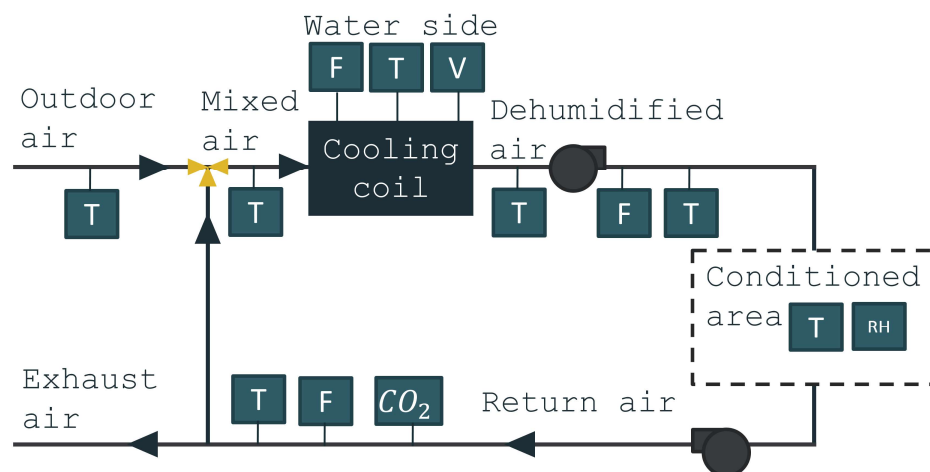 Water side
F T V
Outdoor
air
Mixed
air
Cooling
coil
Dehumidified
air
T
T
T
F
T
Conditioned
area
T
RH
Exhaust
air
T
F
CO₂
Return air